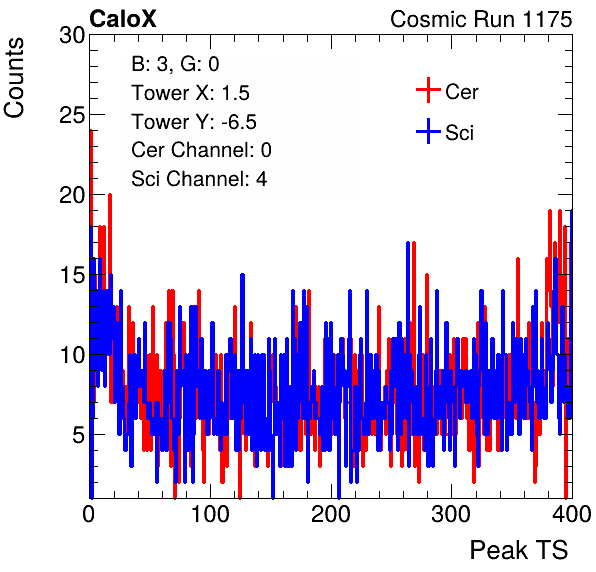 CaloX Cosmic Run 1175
Counts
30
25
20
15
10
5
B: 3, G: 0
Tower X: 1.5
Tower Y: -6.5
Cer Channel: 0
Sci Channel: 4
Cer
Sci
0 100 200 300 400
Peak TS